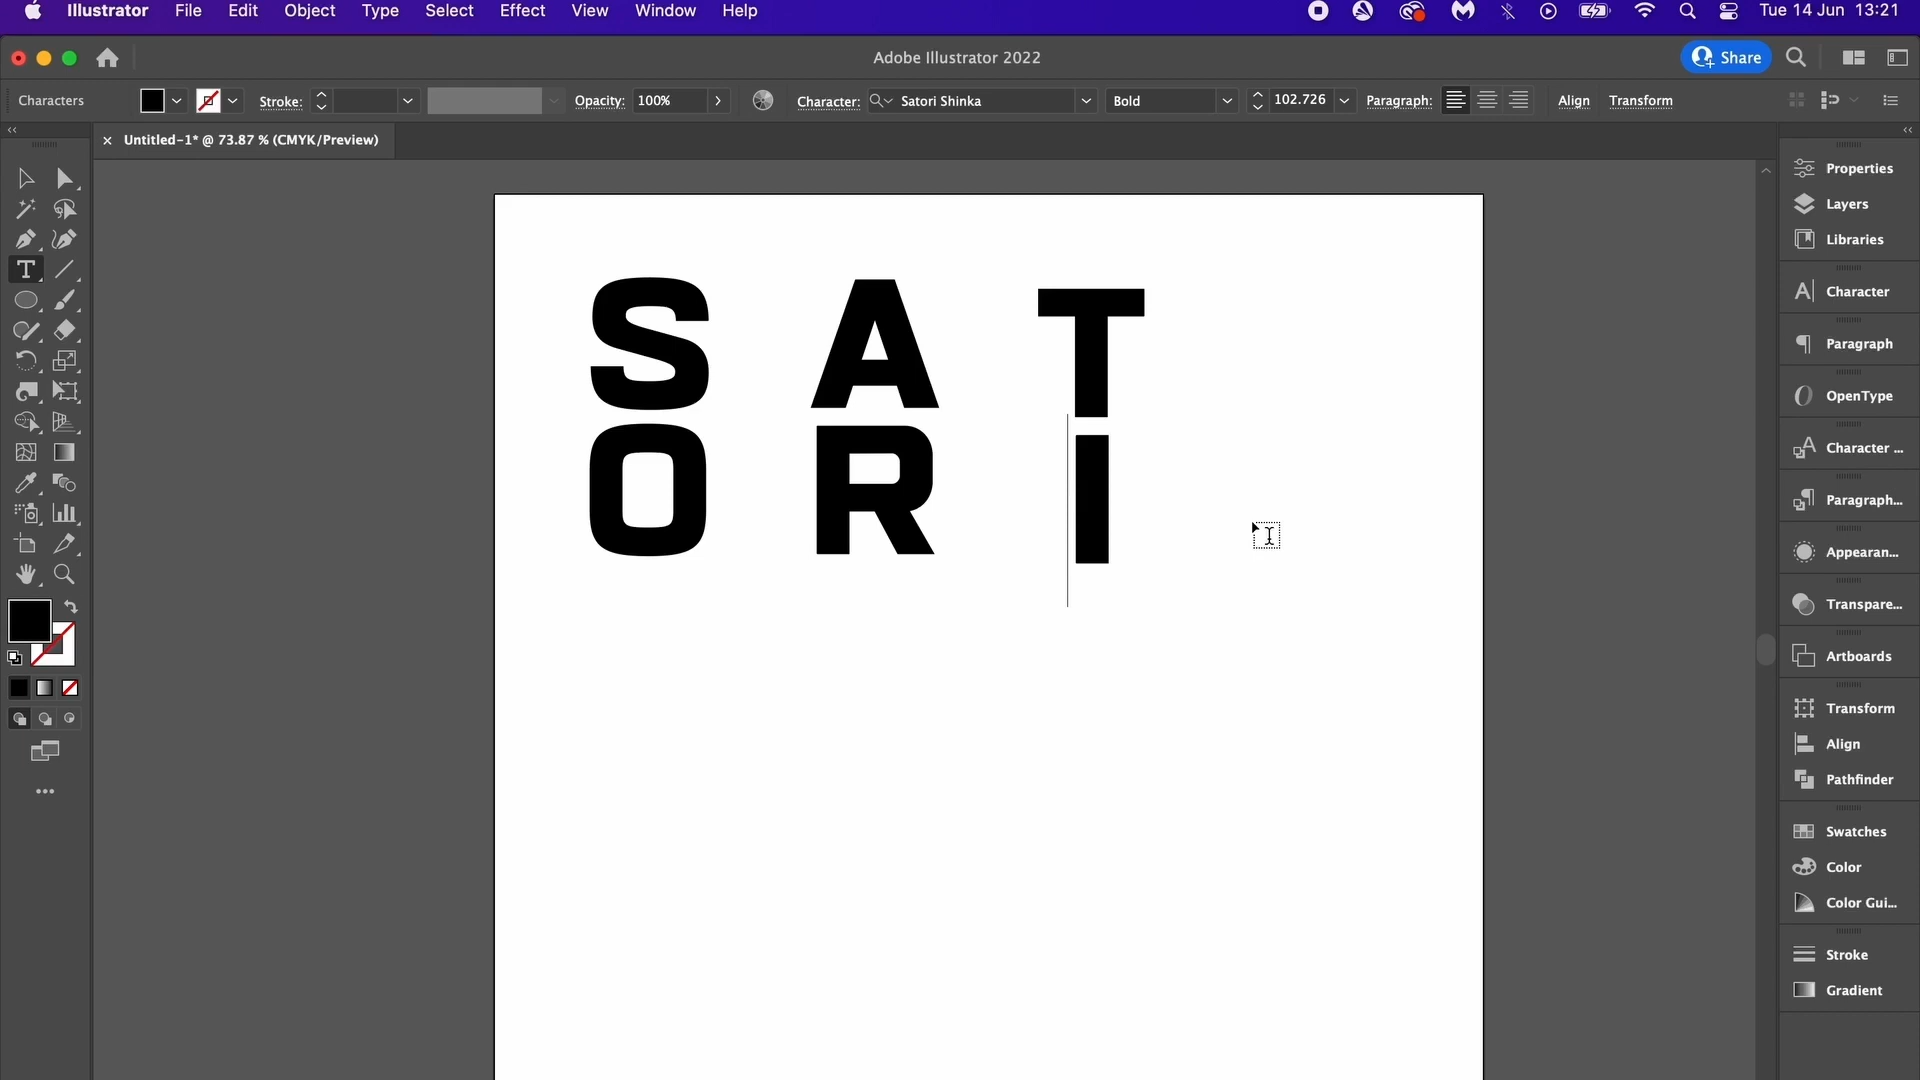 Illustrator File Edit Object Type Select Effect View Window Help Tue 14 Jun 13:21
Adobe Illustrator 2022 Share
Characters Stroke: Opacity: 100% Character: Satori Shinka Bold 102.726 Paragraph: Align Transform
Untitled-1* @ 73.87 % (CMYK/Preview)
Properties
Layers
Libraries
Character
Paragraph
OpenType
Character ...
Paragraph...
Appearan...
Transpare...
Artboards
Transform
Align
Pathfinder
Swatches
Color
Color Gui...
Stroke
Gradient
S A T
O R I